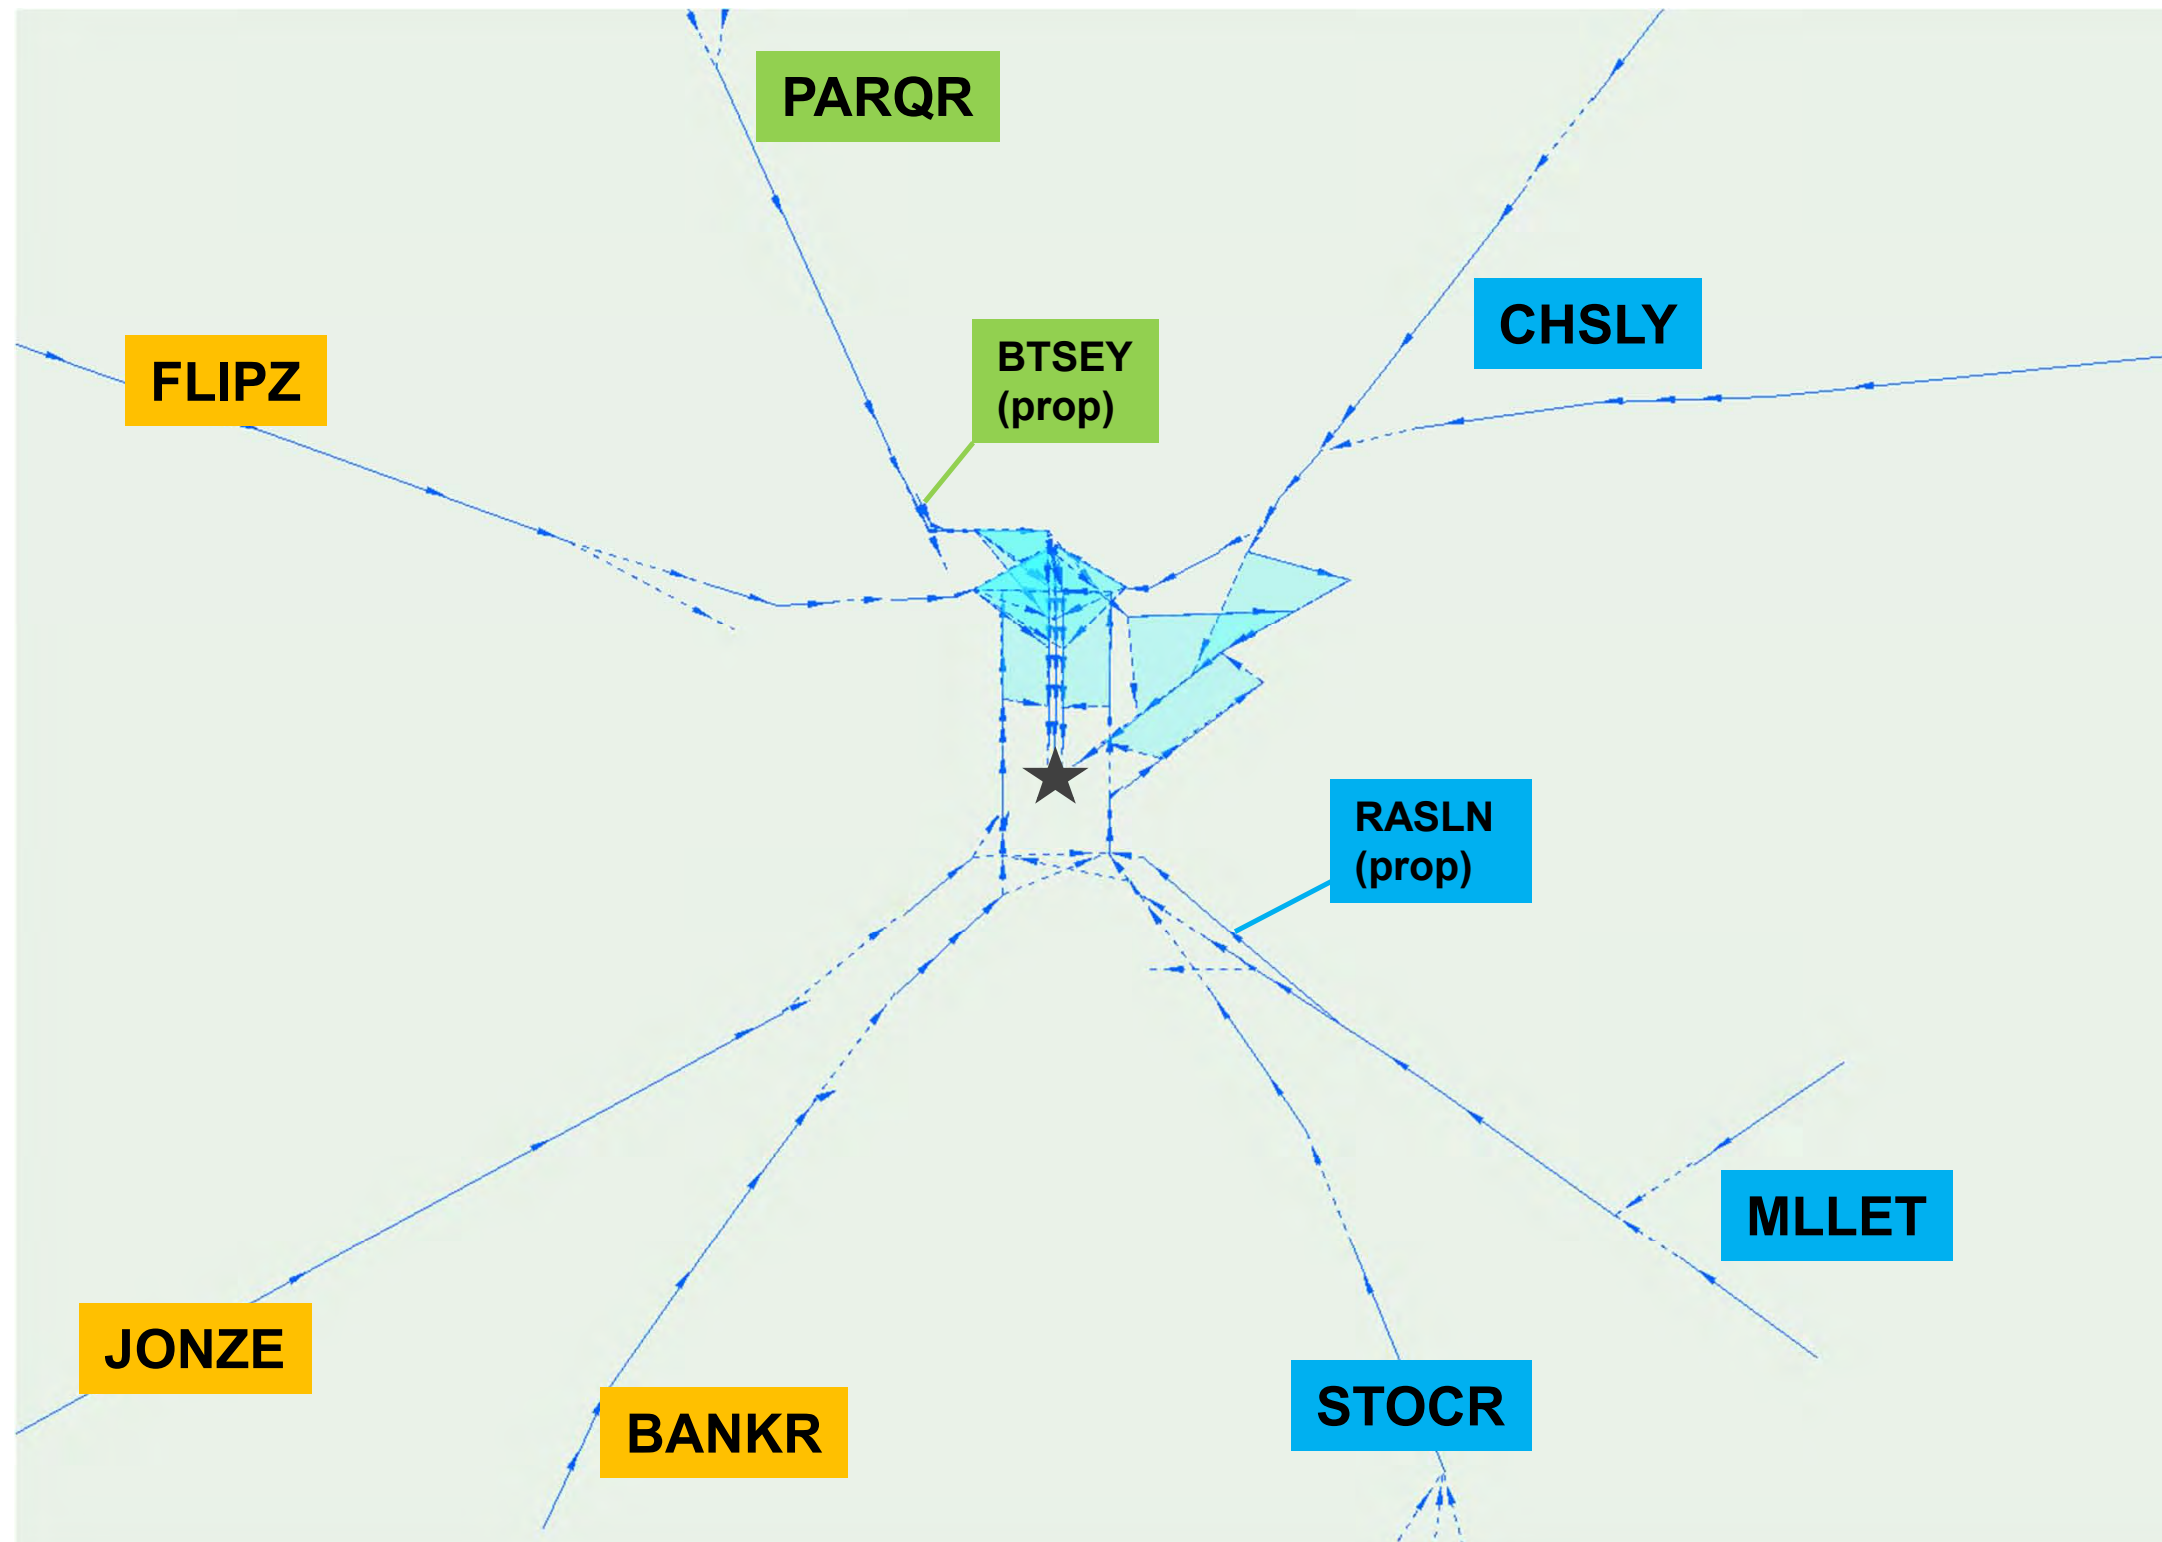 PARQR
CHSLY
BTSEY
(prop)
FLIPZ
RASLN
(prop)
MLLET
JONZE
STOCR
BANKR